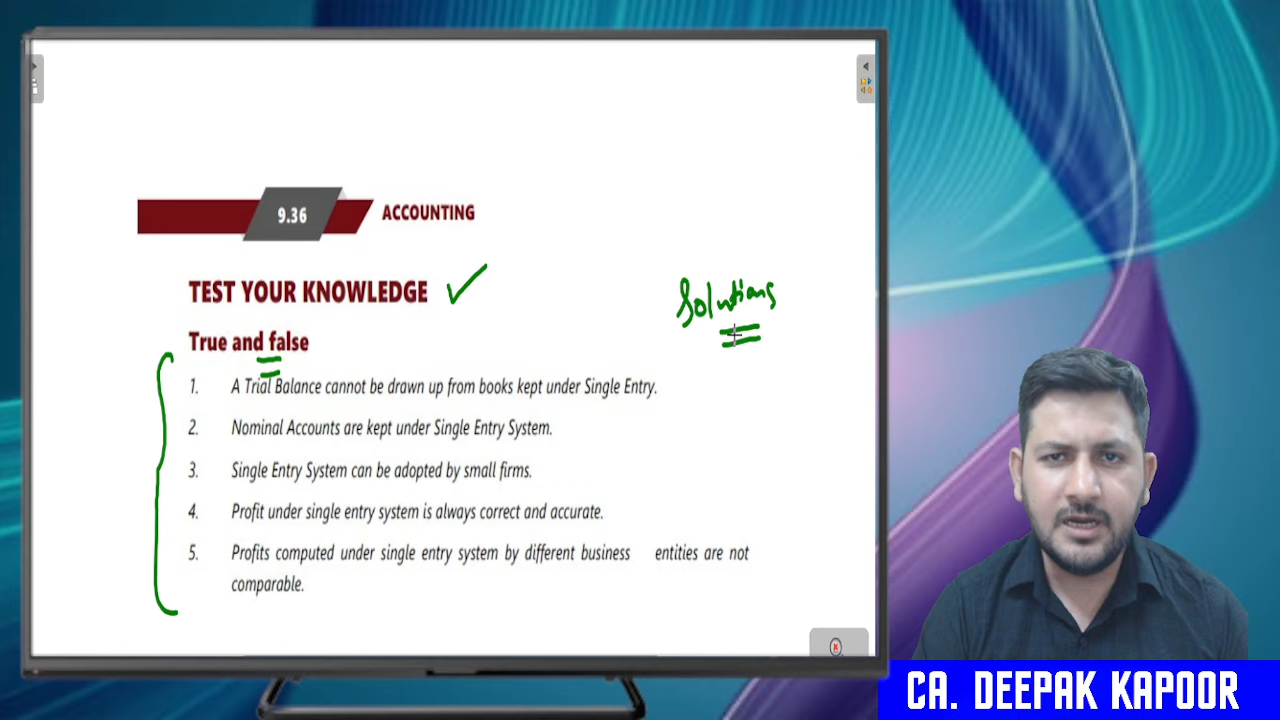 9.36 ACCOUNTING
TEST YOUR KNOWLEDGE
Solutions
True and false
1. A Trial Balance cannot be drawn up from books kept under Single Entry.
2. Nominal Accounts are kept under Single Entry System.
3. Single Entry System can be adopted by small firms.
4. Profit under single entry system is always correct and accurate.
5. Profits computed under single entry system by different business entities are not
comparable.
CA. DEEPAK KAPOOR